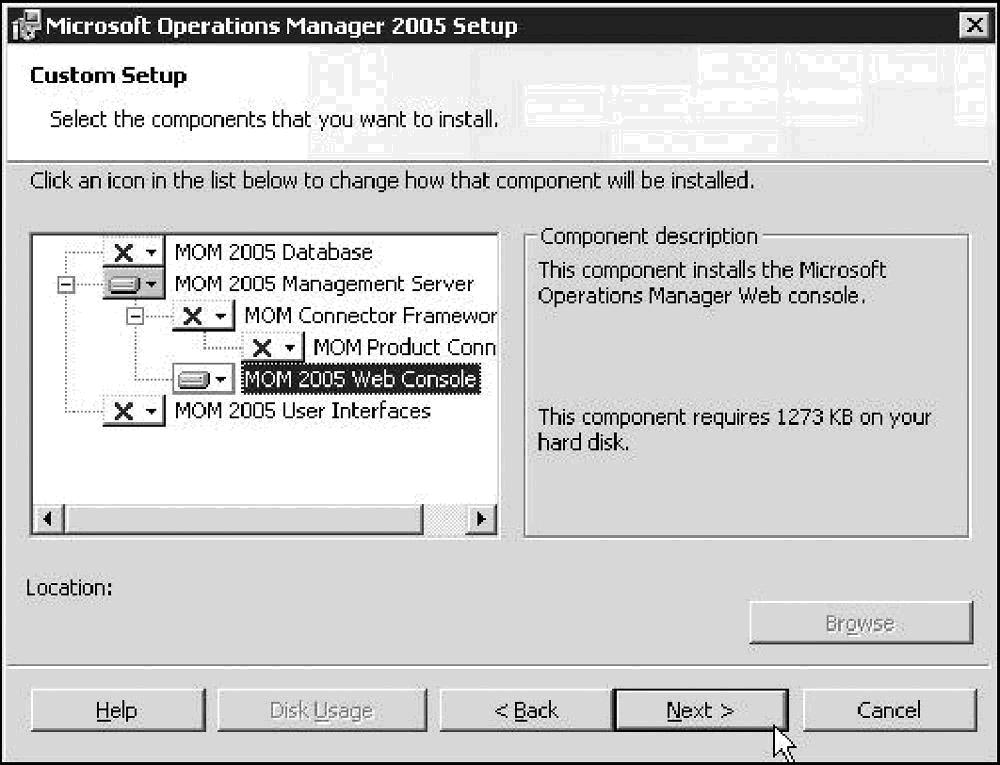 Microsoft Operations Manager 2005 Setup
Custom Setup
Select the components that you want to install.
Click an icon in the list below to change how that component will be installed.
MOM 2005 Database
MOM 2005 Management Server
MOM Connector Framewor
MOM Product Conn
MOM 2005 Web Console
MOM 2005 User Interfaces
Component description
This component installs the Microsoft
Operations Manager Web console.
This component requires 1273 KB on your
hard disk.
Location:
Browse
Help
Disk Usage
< Back
Next >
Cancel